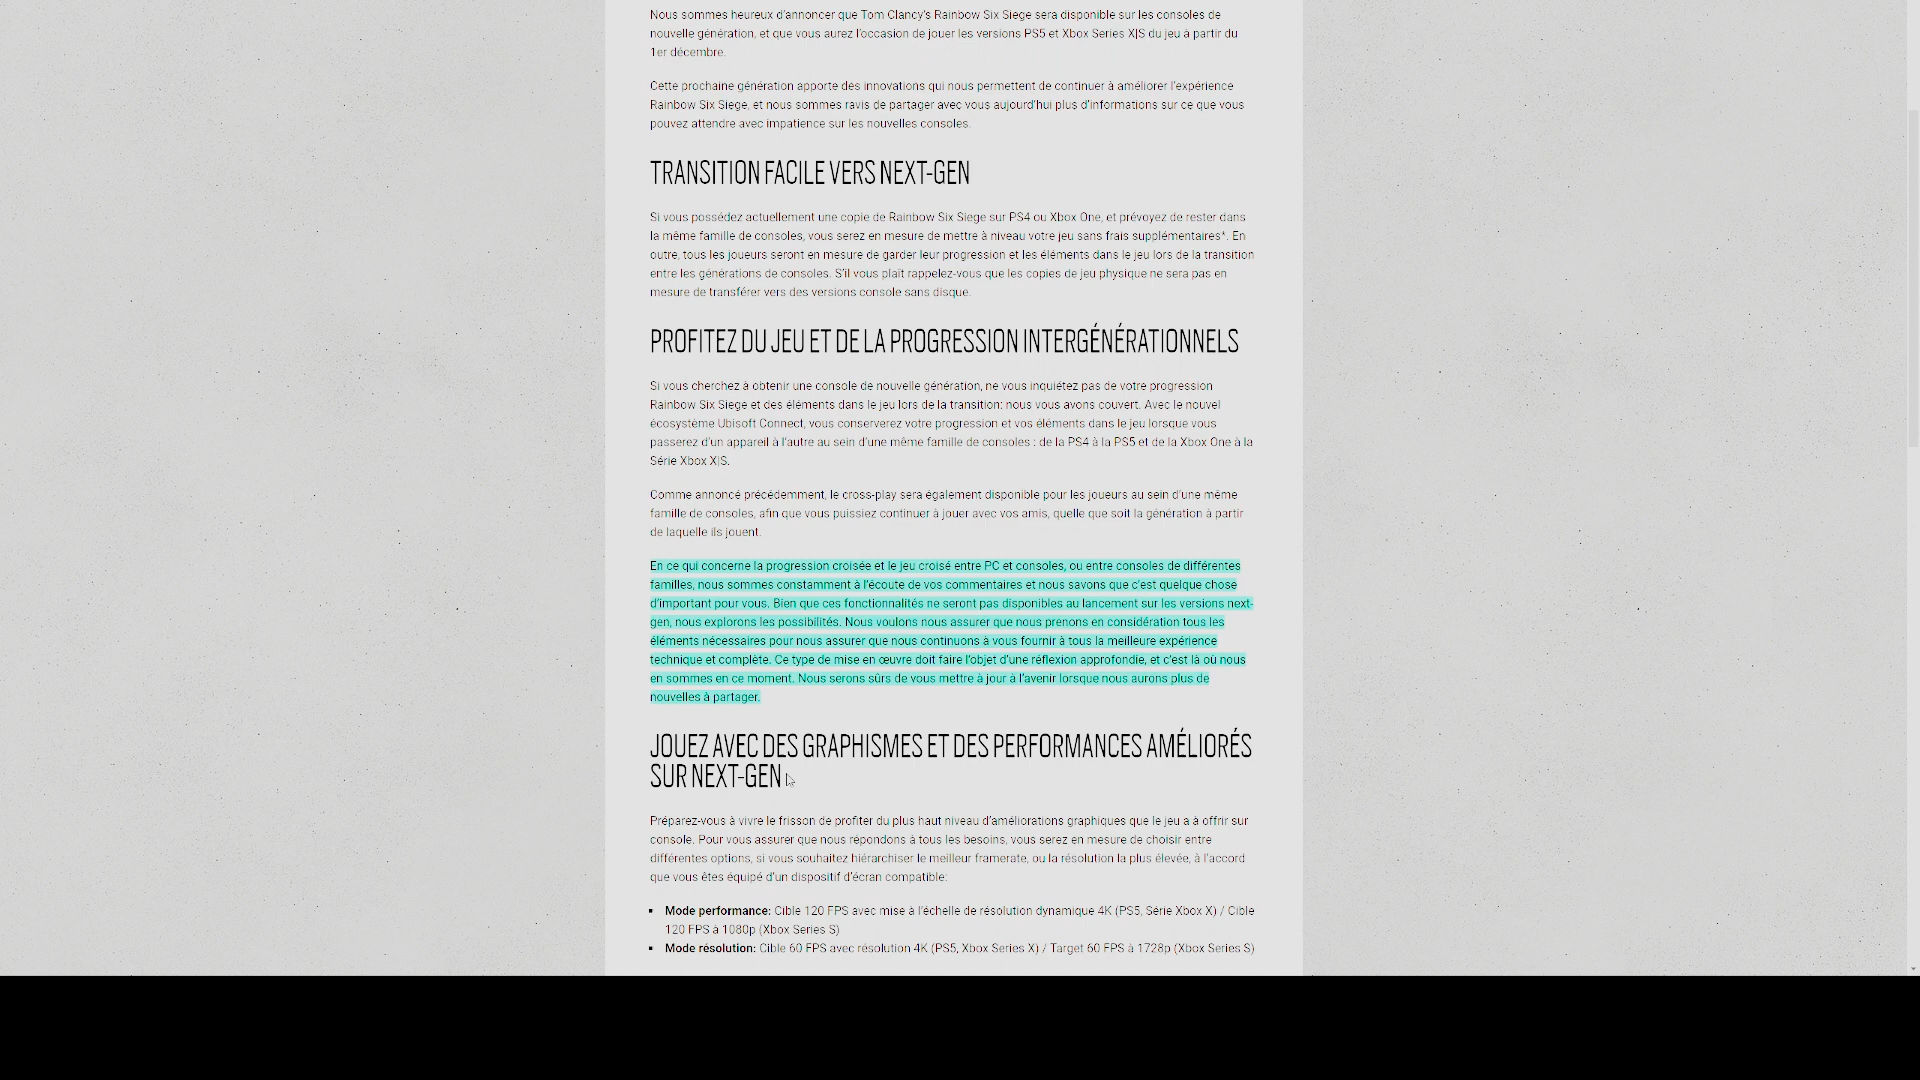 Nous sommes heureux d'annoncer que Tom Clancy's Rainbow Six Siege sera disponible sur les consoles de
nouvelle génération, et que vous aurez l'occasion de jouer les versions PS5 et Xbox Series X|S du jeu à partir du
1er décembre.
Cette prochaine génération apporte des innovations qui nous permettent de continuer à améliorer l'expérience
Rainbow Six Siege, et nous sommes ravis de partager avec vous aujourd'hui plus d'informations sur ce que vous
pouvez attendre avec impatience sur les nouvelles consoles.
TRANSITION FACILE VERS NEXT-GEN
Si vous possédez actuellement une copie de Rainbow Six Siege sur PS4 ou Xbox One, et prévoyez de rester dans
la même famille de consoles, vous serez en mesure de mettre à niveau votre jeu sans frais supplémentaires*. En
outre, tous les joueurs seront en mesure de garder leur progression et les éléments dans le jeu lors de la transition
entre les générations de consoles. S'il vous plaît rappelez-vous que les copies de jeu physique ne sera pas en
mesure de transférer vers des versions console sans disque.
PROFITEZ DU JEU ET DE LA PROGRESSION INTERGÉNÉRATIONNELS
Si vous cherchez à obtenir une console de nouvelle génération, ne vous inquiétez pas de votre progression
Rainbow Six Siege et des éléments dans le jeu lors de la transition: nous vous avons couvert. Avec le nouvel
écosystème Ubisoft Connect, vous conserverez votre progression et vos éléments dans le jeu lorsque vous
passerez d'un appareil à l'autre au sein d'une même famille de consoles : de la PS4 à la PS5 et de la Xbox One à la
Série Xbox X|S.
Comme annoncé précédemment, le cross-play sera également disponible pour les joueurs au sein d'une même
famille de consoles, afin que vous puissiez continuer à jouer avec vos amis, quelle que soit la génération à partir
de laquelle ils jouent.
En ce qui concerne la progression croisée et le jeu croisé entre PC et consoles, ou entre consoles de différentes
familles, nous sommes constamment à l'écoute de vos commentaires et nous savons que c'est quelque chose
d'important pour vous. Bien que ces fonctionnalités ne seront pas disponibles au lancement sur les versions next-
gen, nous explorons les possibilités. Nous voulons nous assurer que nous prenons en considération tous les
éléments nécessaires pour nous assurer que nous continuons à vous fournir à tous la meilleure expérience
technique et complète. Ce type de mise en œuvre doit faire l'objet d'une réflexion approfondie, et c'est là où nous
en sommes en ce moment. Nous serons sûrs de vous mettre à jour à l'avenir lorsque nous aurons plus de
nouvelles à partager.
JOUEZ AVEC DES GRAPHISMES ET DES PERFORMANCES AMÉLIORÉS
SUR NEXT-GEN
Préparez-vous à vivre le frisson de profiter du plus haut niveau d'améliorations graphiques que le jeu a à offrir sur
console. Pour vous assurer que nous répondons à tous les besoins, vous serez en mesure de choisir entre
différentes options, si vous souhaitez hiérarchiser le meilleur framerate, ou la résolution la plus élevée, à l'accord
que vous êtes équipé d'un dispositif d'écran compatible:
▪ Mode performance: Cible 120 FPS avec mise à l'échelle de résolution dynamique 4K (PS5, Série Xbox X) / Cible
120 FPS à 1080p (Xbox Series S)
▪ Mode résolution: Cible 60 FPS avec résolution 4K (PS5, Xbox Series X) / Target 60 FPS à 1728p (Xbox Series S)